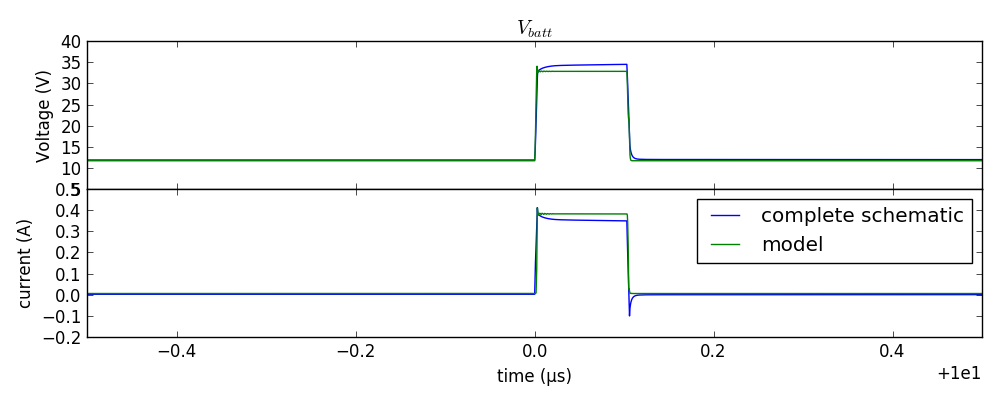 V_batt
40
35
30
25
20
15
10
5
Voltage (V)
0.5
0.4
0.3
0.2
0.1
0.0
−0.1
−0.2
current (A)
complete schematic
model
−0.4 −0.2 0.0 0.2 0.4
+1e1
time (µs)